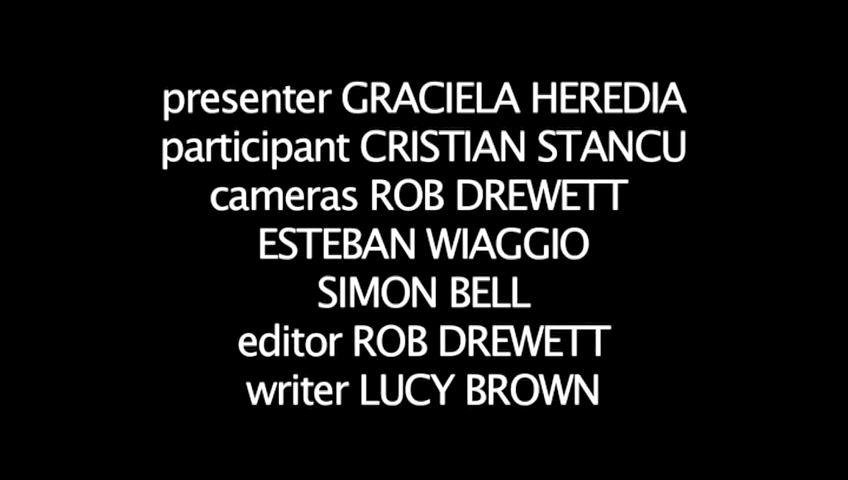 presenter GRACIELA HEREDIA
participant CRISTIAN STANCU
cameras ROB DREWETT
ESTEBAN WIAGGIO
SIMON BELL
editor ROB DREWETT
writer LUCY BROWN